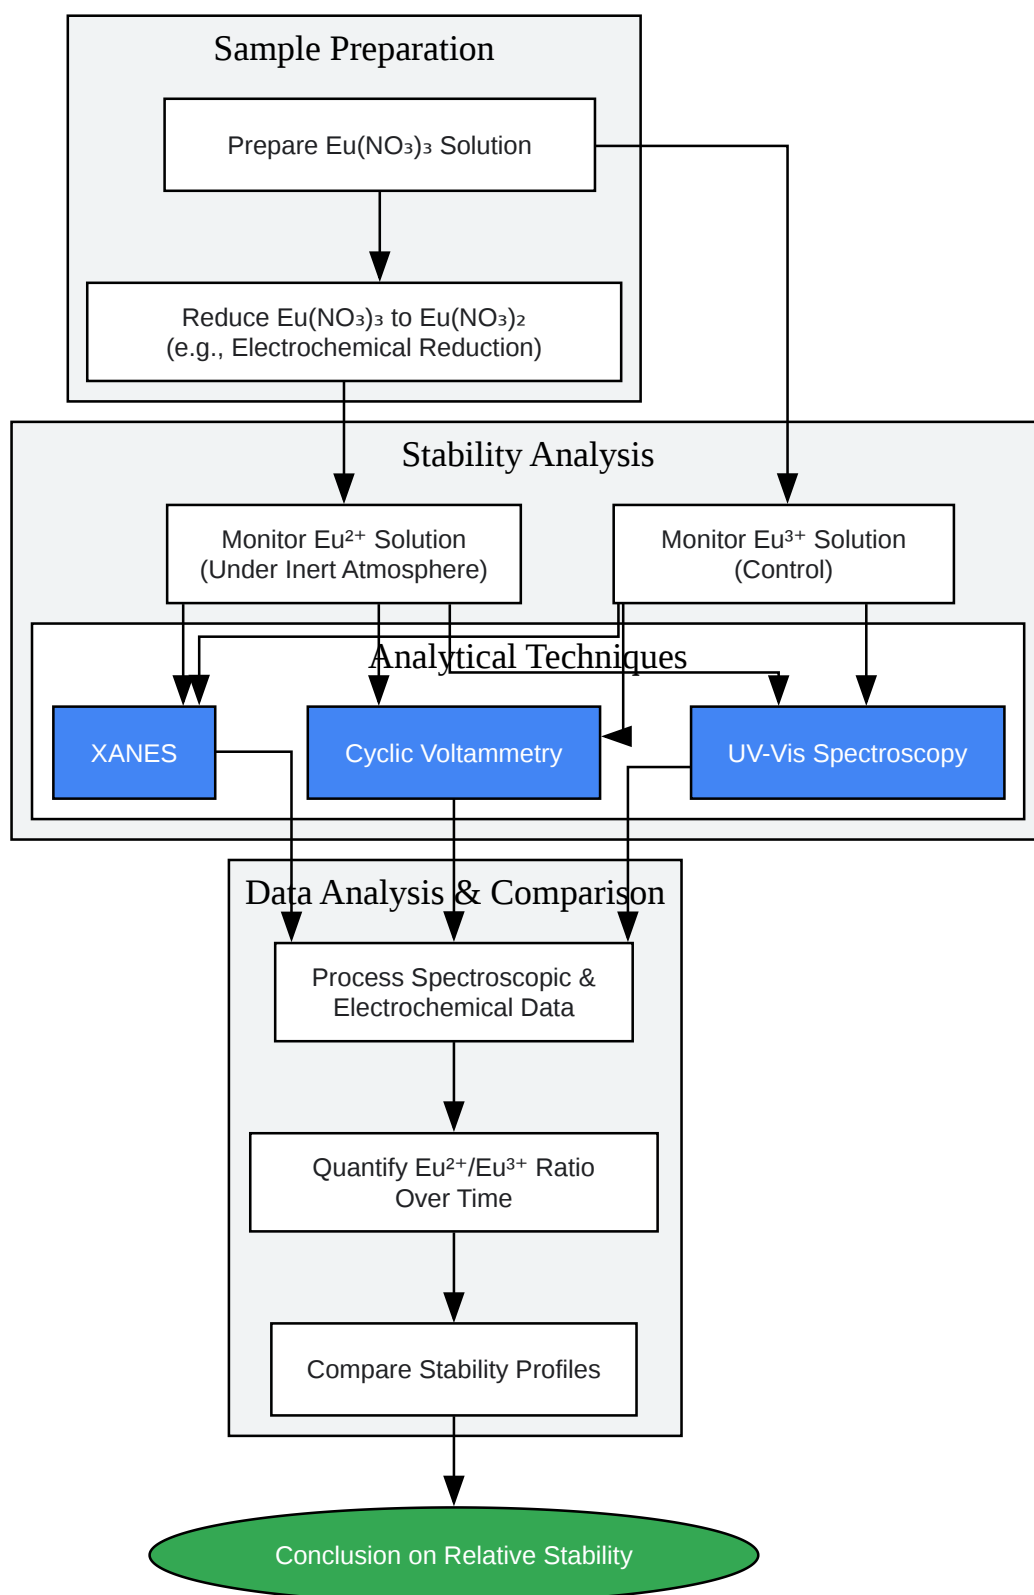 Sample Preparation
Prepare Eu(NO₃)₃ Solution
Reduce Eu(NO₃)₃ to Eu(NO₃)₂
(e.g., Electrochemical Reduction)
Stability Analysis
Monitor Eu²⁺ Solution
(Under Inert Atmosphere)
Monitor Eu³⁺ Solution
(Control)
Analytical Techniques
XANES
Cyclic Voltammetry
UV-Vis Spectroscopy
Data Analysis & Comparison
Process Spectroscopic &
Electrochemical Data
Quantify Eu²⁺/Eu³⁺ Ratio
Over Time
Compare Stability Profiles
Conclusion on Relative Stability